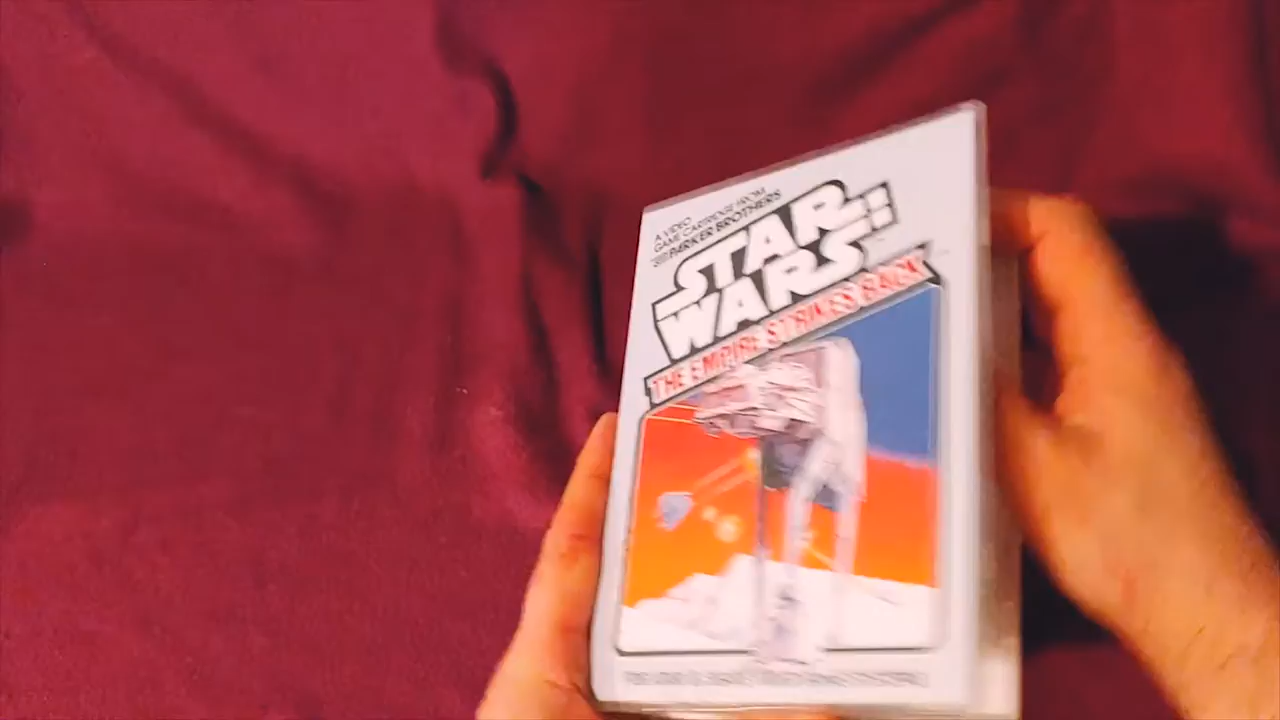 A VIDEO
GAME CARTRIDGE FROM
PARKER BROTHERS
STAR
WARS:
THE EMPIRE STRIKES BACK